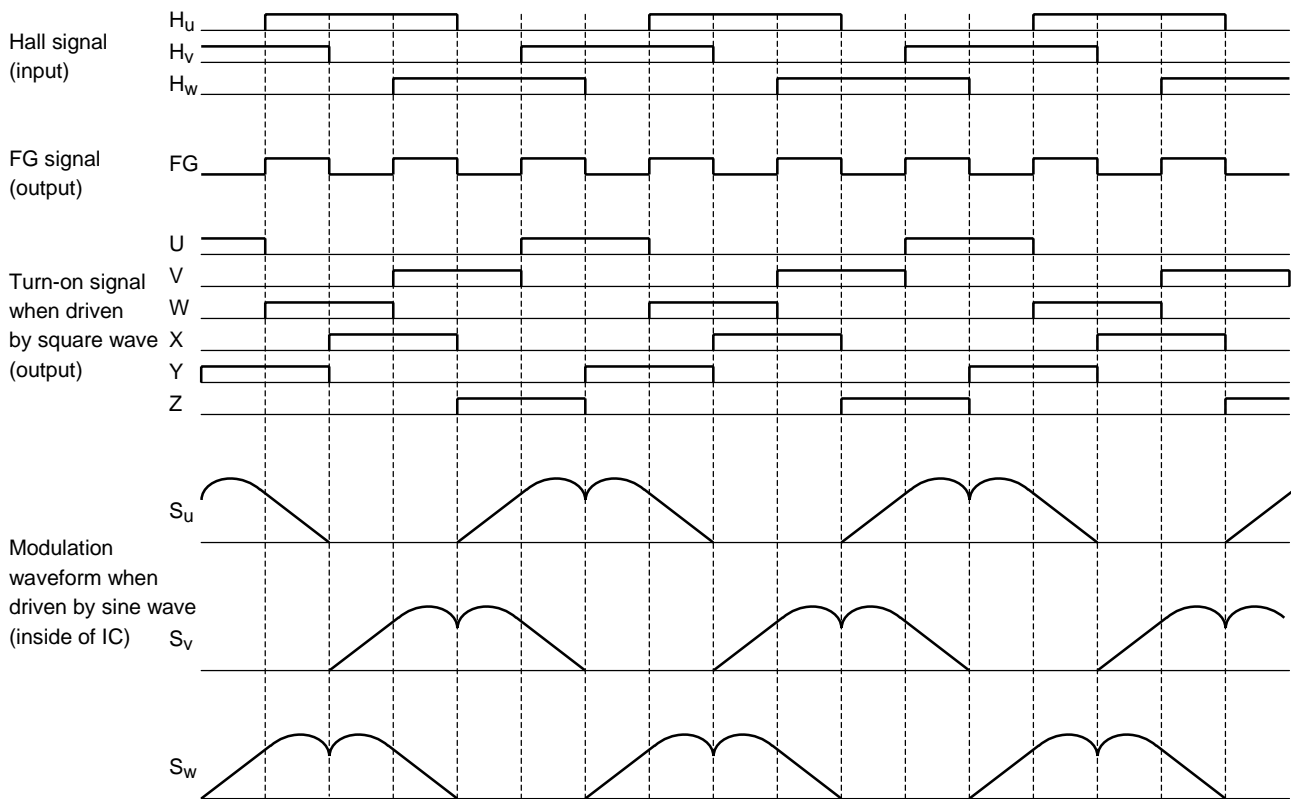 Hall signal
(input)
Hu
Hv
Hw
FG signal
(output)
FG
Turn-on signal
when driven
by square wave
(output)
U
V
W
X
Y
Z
Modulation
waveform when
driven by sine wave
(inside of IC)
Su
Sv
Sw